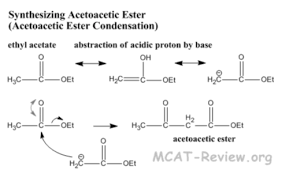 Synthesizing Acetoacetic Ester
(Acetoacetic Ester Condensation)
ethyl acetate abstraction of acidic proton by base
O OH O
H₃C OEt H₂C OEt H₂C⊖ OEt
O O O
H₃C OEt H₃C H₂C OEt
acetoacetic ester
O
H₂C⊖ OEt
MCAT-Review.org